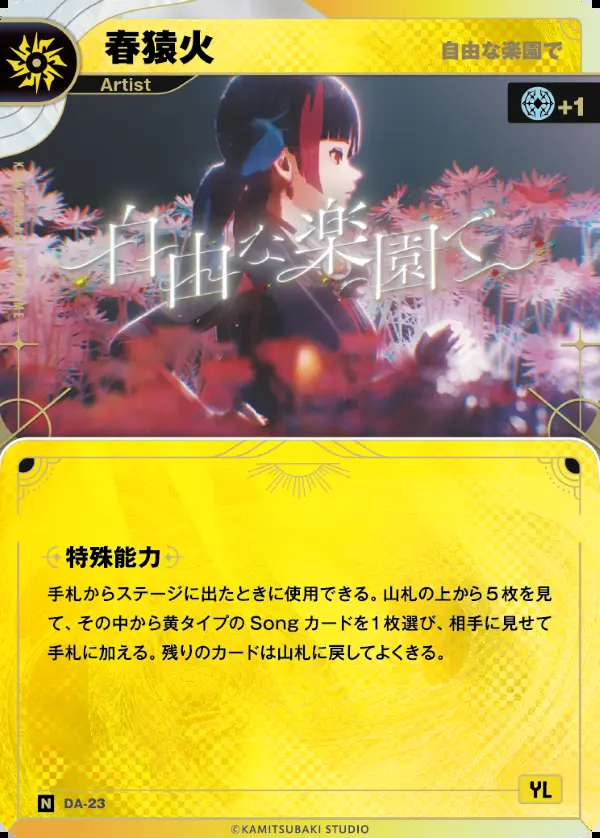 春猿火
自由な楽園で
Artist
+1
自由な楽園で
特殊能力
手札からステージに出たときに使用できる。山札の上から5枚を見
て、その中から黄タイプの Song カードを1枚選び、相手に見せて
手札に加える。残りのカードは山札に戻してよくきる。
YL
N DA-23
©KAMITSUBAKI STUDIO